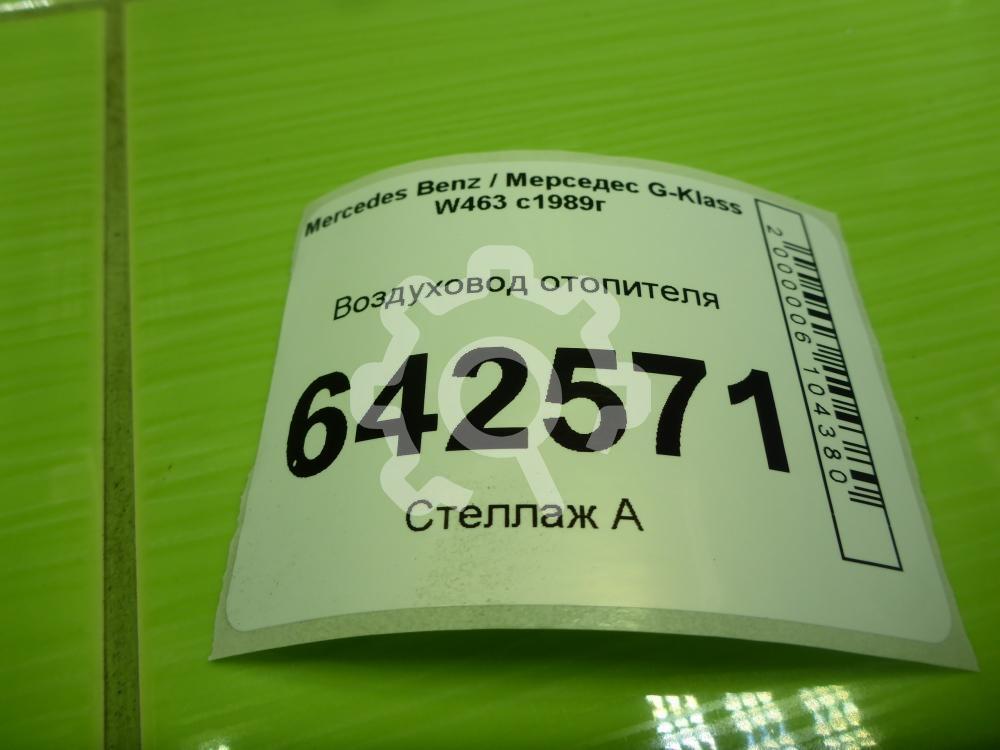 Mercedes Benz / Мерседес G-Klass
W463 с1989г
Воздуховод отопителя
642571
Стеллаж А
2000006104380